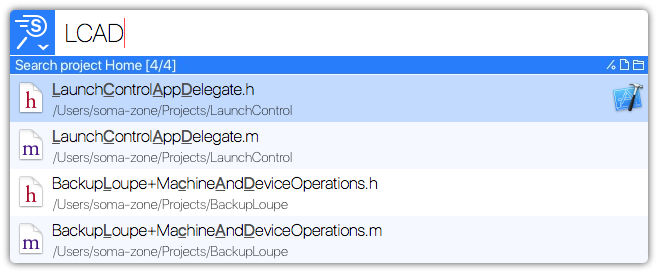 S
LCAD
Search project Home [4/4]
h
LaunchControlAppDelegate.h
/Users/soma-zone/Projects/LaunchControl
m
LaunchControlAppDelegate.m
/Users/soma-zone/Projects/LaunchControl
h
BackupLoupe+MachineAndDeviceOperations.h
/Users/soma-zone/Projects/BackupLoupe
m
BackupLoupe+MachineAndDeviceOperations.m
/Users/soma-zone/Projects/BackupLoupe